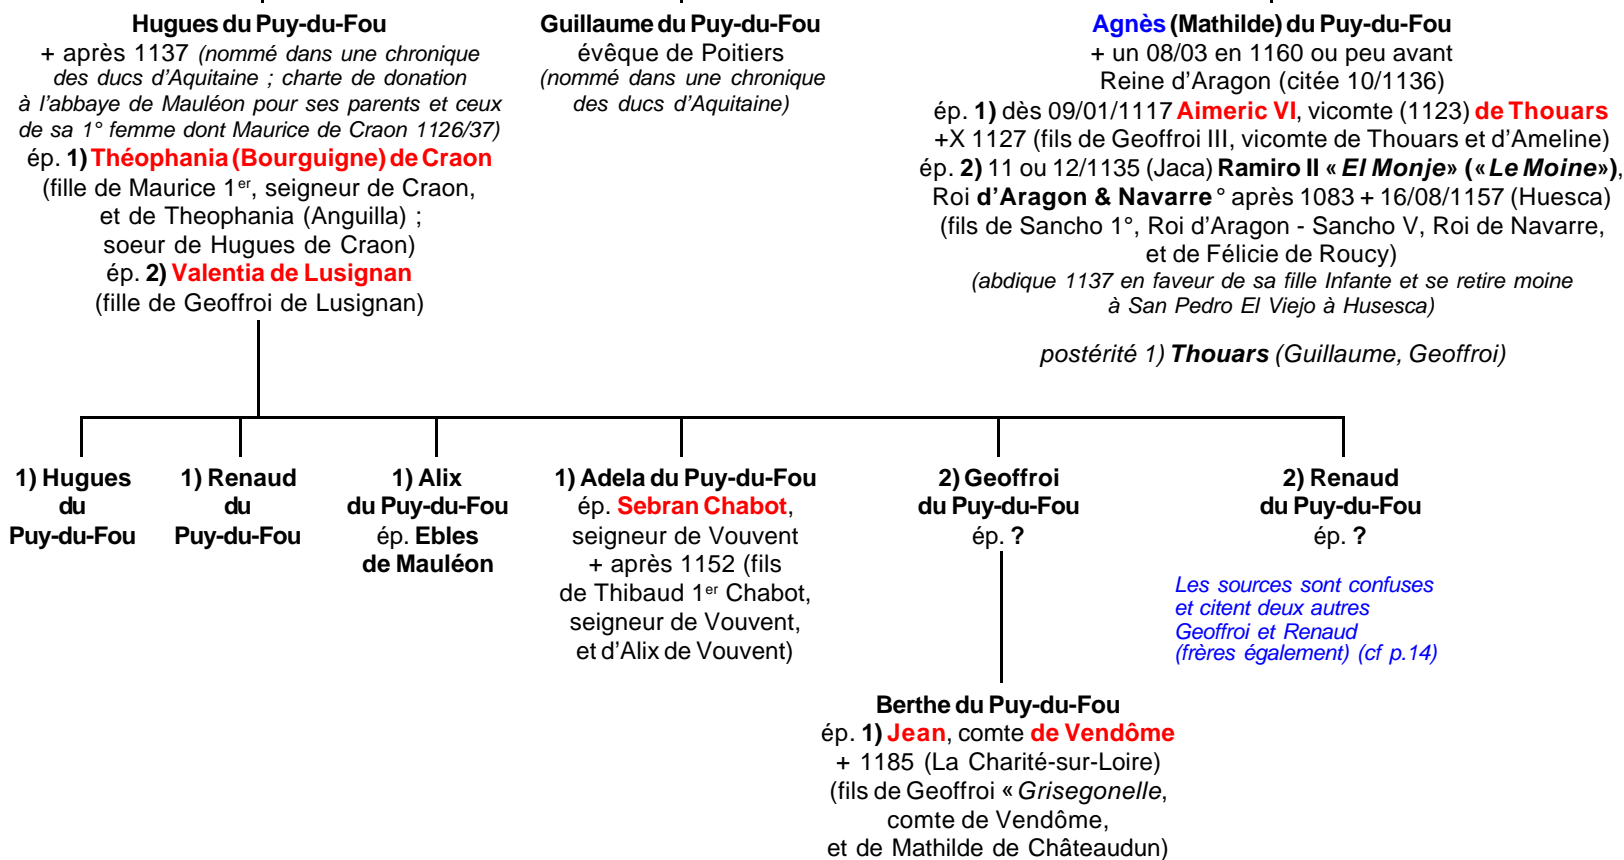 Hugues du Puy-du-Fou
+ après 1137 (nommé dans une chronique
des ducs d'Aquitaine ; charte de donation
à l'abbaye de Mauléon pour ses parents et ceux
de sa 1° femme dont Maurice de Craon 1126/37)
ép. 1) Théophania (Bourguigne) de Craon
(fille de Maurice 1er, seigneur de Craon,
et de Theophania (Anguilla) ;
soeur de Hugues de Craon)
ép. 2) Valentia de Lusignan
(fille de Geoffroi de Lusignan)
Guillaume du Puy-du-Fou
évêque de Poitiers
(nommé dans une chronique
des ducs d'Aquitaine)
Agnès (Mathilde) du Puy-du-Fou
+ un 08/03 en 1160 ou peu avant
Reine d'Aragon (citée 10/1136)
ép. 1) dès 09/01/1117 Aimeric VI, vicomte (1123) de Thouars
+X 1127 (fils de Geoffroi III, vicomte de Thouars et d'Ameline)
ép. 2) 11 ou 12/1135 (Jaca) Ramiro II « El Monje» («Le Moine»),
Roi d'Aragon & Navarre ° après 1083 + 16/08/1157 (Huesca)
(fils de Sancho 1°, Roi d'Aragon - Sancho V, Roi de Navarre,
et de Félicie de Roucy)
(abdique 1137 en faveur de sa fille Infante et se retire moine
à San Pedro El Viejo à Husesca)
postérité 1) Thouars (Guillaume, Geoffroi)
1) Hugues
du
Puy-du-Fou
1) Renaud
du
Puy-du-Fou
1) Alix
du Puy-du-Fou
ép. Ebles
de Mauléon
1) Adela du Puy-du-Fou
ép. Sebran Chabot,
seigneur de Vouvent
+ après 1152 (fils
de Thibaud 1er Chabot,
seigneur de Vouvent,
et d'Alix de Vouvent)
2) Geoffroi
du Puy-du-Fou
ép. ?
2) Renaud
du Puy-du-Fou
ép. ?
Les sources sont confuses
et citent deux autres
Geoffroi et Renaud
(frères également) (cf p.14)
Berthe du Puy-du-Fou
ép. 1) Jean, comte de Vendôme
+ 1185 (La Charité-sur-Loire)
(fils de Geoffroi « Grisegonelle,
comte de Vendôme,
et de Mathilde de Châteaudun)